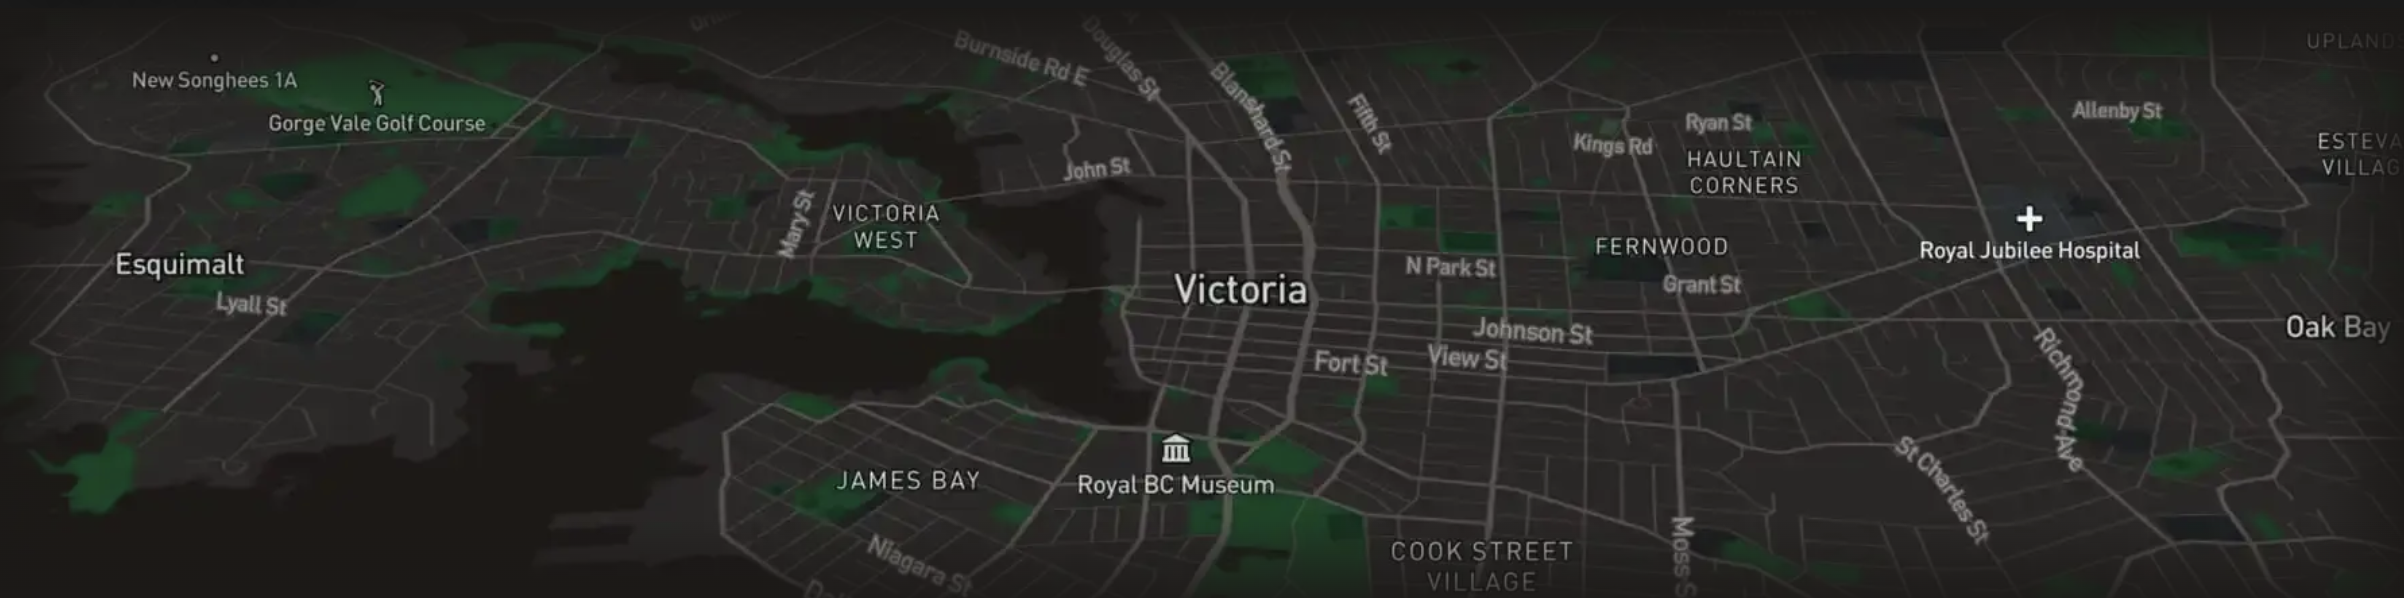 UPLAND
Burnside Rd E
Douglas St
Blanshard St
Fifth St
New Songhees 1A
Gorge Vale Golf Course
Allenby St
Ryan St
Kings Rd
HAULTAIN
CORNERS
ESTEVA
VILLAG
John St
Mary St
VICTORIA
WEST
Esquimalt
Lyall St
Victoria
N Park St
FERNWOOD
Grant St
Royal Jubilee Hospital
Johnson St
View St
Fort St
Oak Bay
Richmond Ave
St Charles St
JAMES BAY
Royal BC Museum
Niagara St
COOK STREET
VILLAGE
Moss S